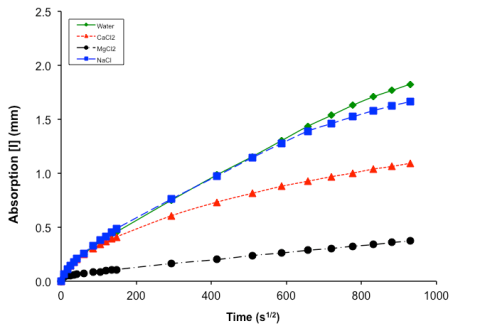 2.5
Water
CaCl2
MgCl2
NaCl
2.0
1.5
1.0
0.5
0.0
Absorption [I] (mm)
0 200 400 600 800 1000
Time (s1/2)